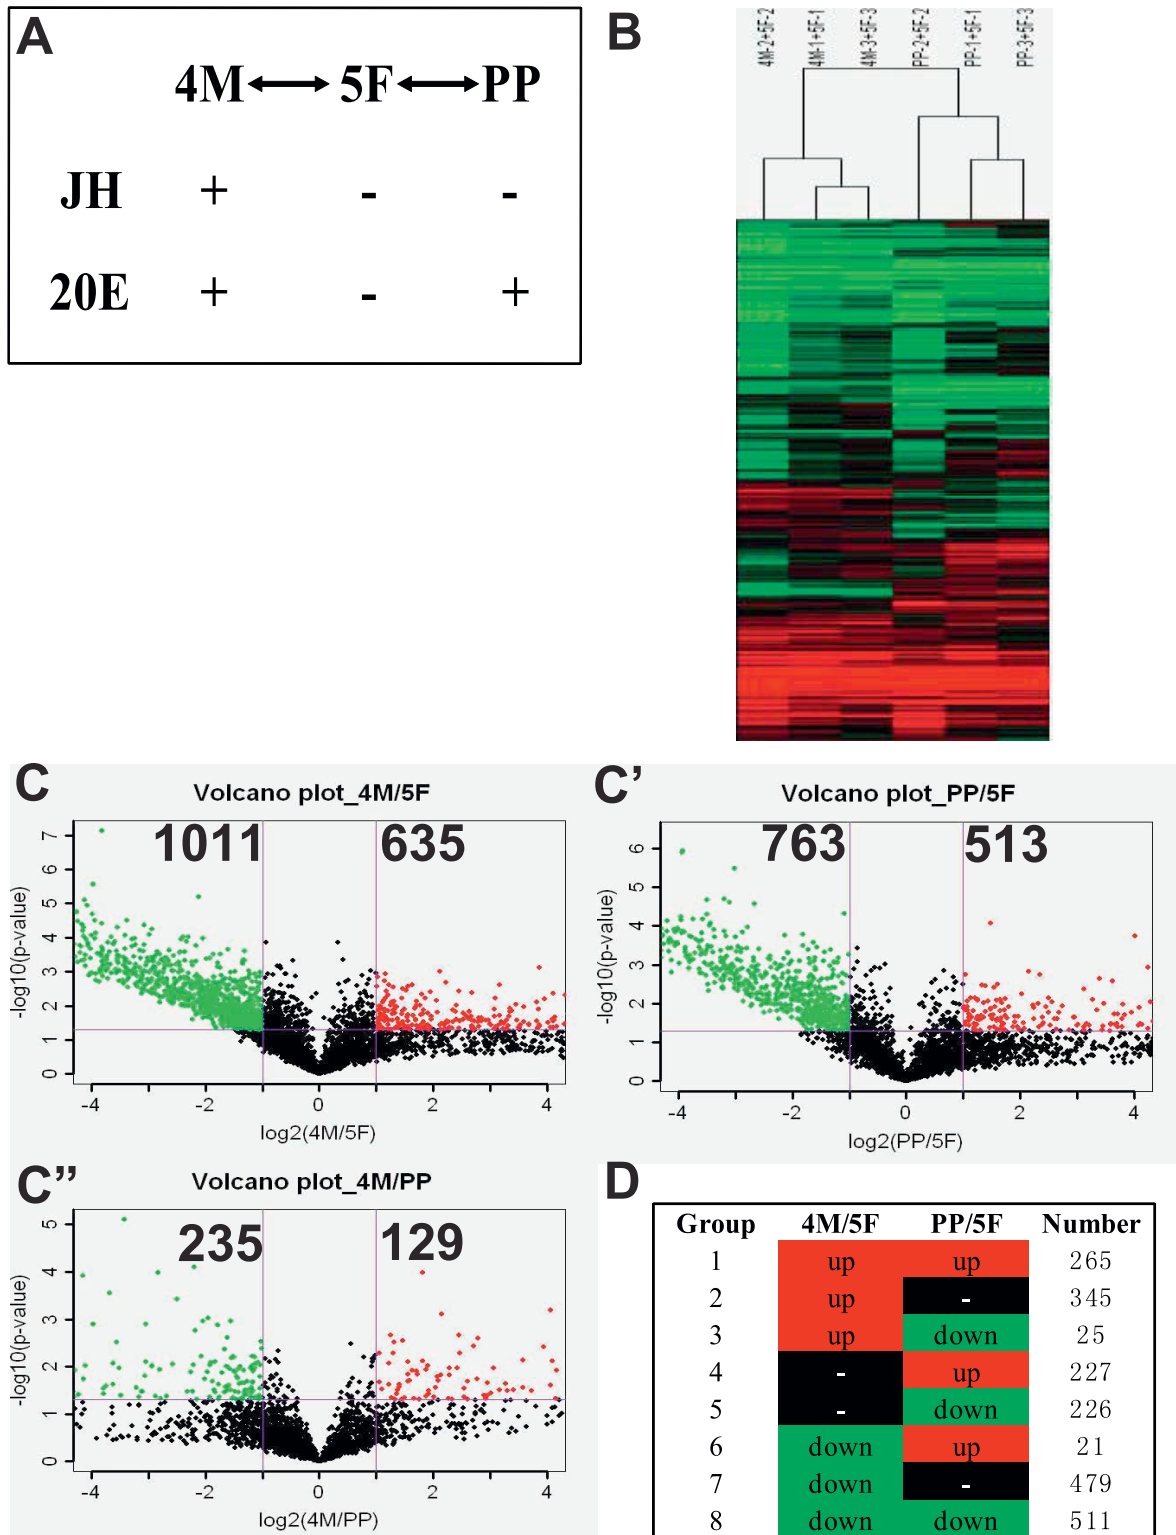 A
4M 5F PP
JH + - -
20E + - +
B
4M-2+5F-2
4M-1+5F-1
4M-3+5F-3
PP-2+5F-2
PP-1+5F-1
PP-3+5F-3
C
Volcano plot_4M/5F
1011 635
-log10(p-value)
7
6
5
4
3
2
1
0
-4 -2 0 2 4
log2(4M/5F)
C’
Volcano plot_PP/5F
763 513
-log10(p-value)
6
5
4
3
2
1
0
-4 -2 0 2 4
log2(PP/5F)
C”
Volcano plot_4M/PP
235 129
-log10(p-value)
5
4
3
2
1
0
-4 -2 0 2 4
log2(4M/PP)
D
Group 4M/5F PP/5F Number
1 up up 265
2 up - 345
3 up down 25
4 - up 227
5 - down 226
6 down up 21
7 down - 479
8 down down 511